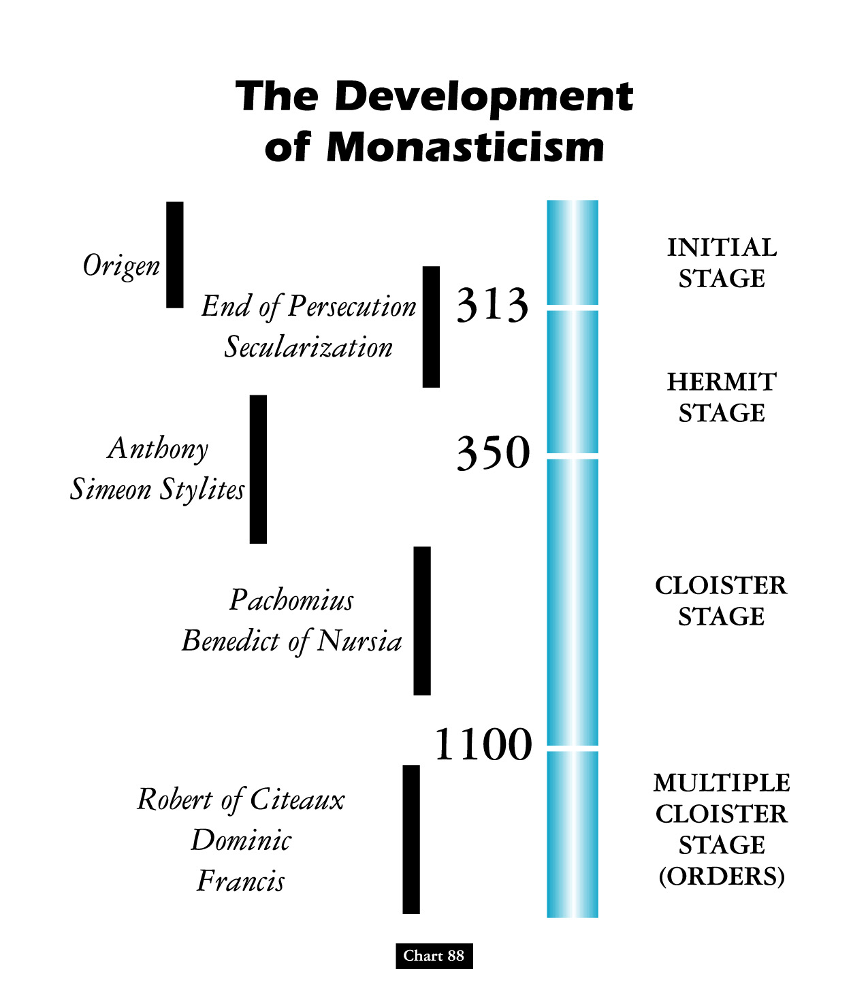 The Development
of Monasticism
Origen
INITIAL
STAGE
End of Persecution
Secularization
313
HERMIT
STAGE
Anthony
Simeon Stylites
350
Pachomius
Benedict of Nursia
CLOISTER
STAGE
1100
Robert of Citeaux
Dominic
Francis
MULTIPLE
CLOISTER
STAGE
(ORDERS)
Chart 88